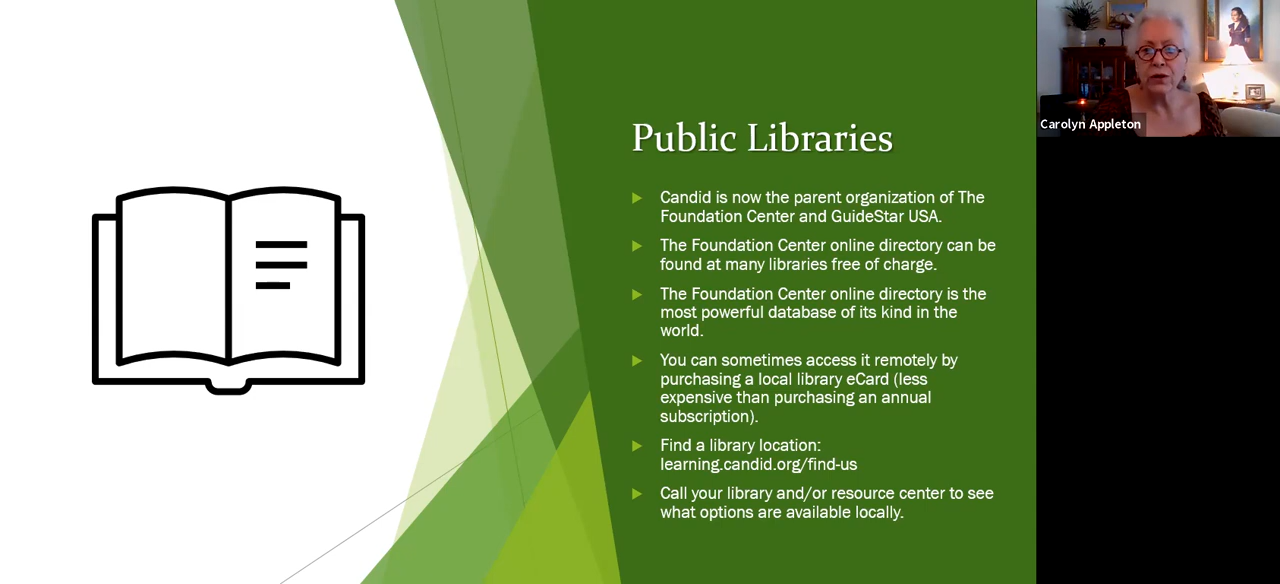 Public Libraries
Candid is now the parent organization of The
Foundation Center and GuideStar USA.
The Foundation Center online directory can be
found at many libraries free of charge.
The Foundation Center online directory is the
most powerful database of its kind in the
world.
You can sometimes access it remotely by
purchasing a local library eCard (less
expensive than purchasing an annual
subscription).
Find a library location:
learning.candid.org/find-us
Call your library and/or resource center to see
what options are available locally.
Carolyn Appleton